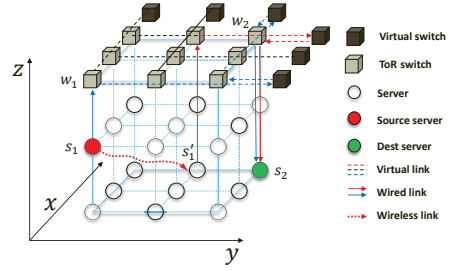 w₂
Virtual switch
ToR switch
z
w₁
Server
Source server
s₁
s₁′
s₂
Dest server
x
Virtual link
Wired link
Wireless link
y